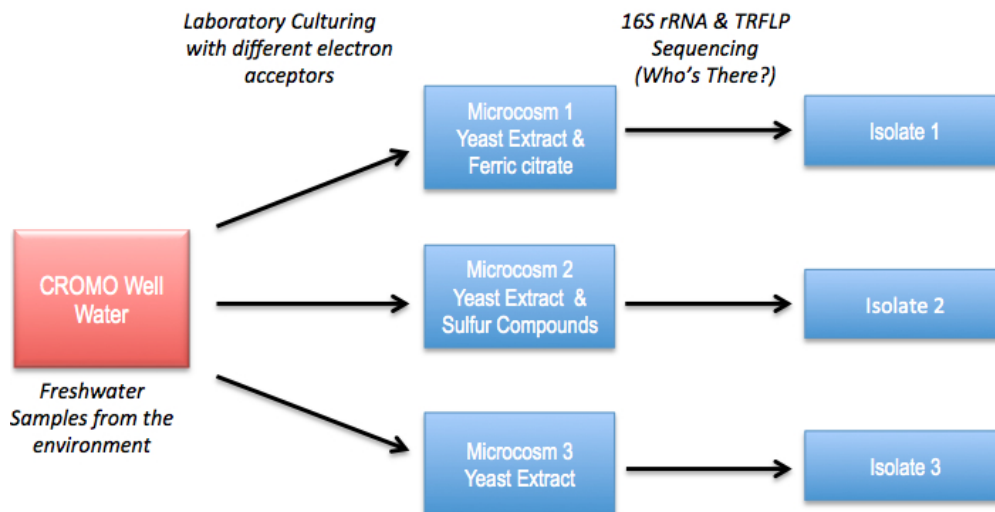 Laboratory Culturing
with different electron
acceptors
16S rRNA & TRFLP
Sequencing
(Who's There?)
Microcosm 1
Yeast Extract &
Ferric citrate
Isolate 1
CROMO Well
Water
Microcosm 2
Yeast Extract &
Sulfur Compounds
Isolate 2
Freshwater
Samples from the
environment
Microcosm 3
Yeast Extract
Isolate 3